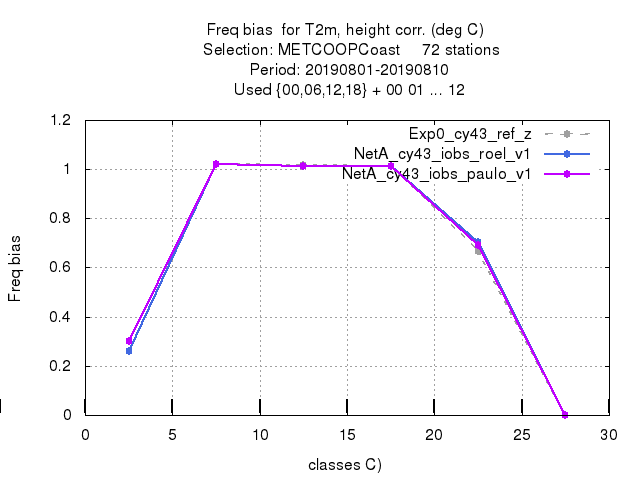 Freq bias  for T2m, height corr. (deg C)
Selection: METCOOPCoast     72 stations
Period: 20190801-20190810
Used {00,06,12,18} + 00 01 ... 12
Exp0_cy43_ref_z
NetA_cy43_iobs_roel_v1
NetA_cy43_iobs_paulo_v1
1.2
1
0.8
0.6
0.4
0.2
0
Freq bias
0 5 10 15 20 25 30
classes C)